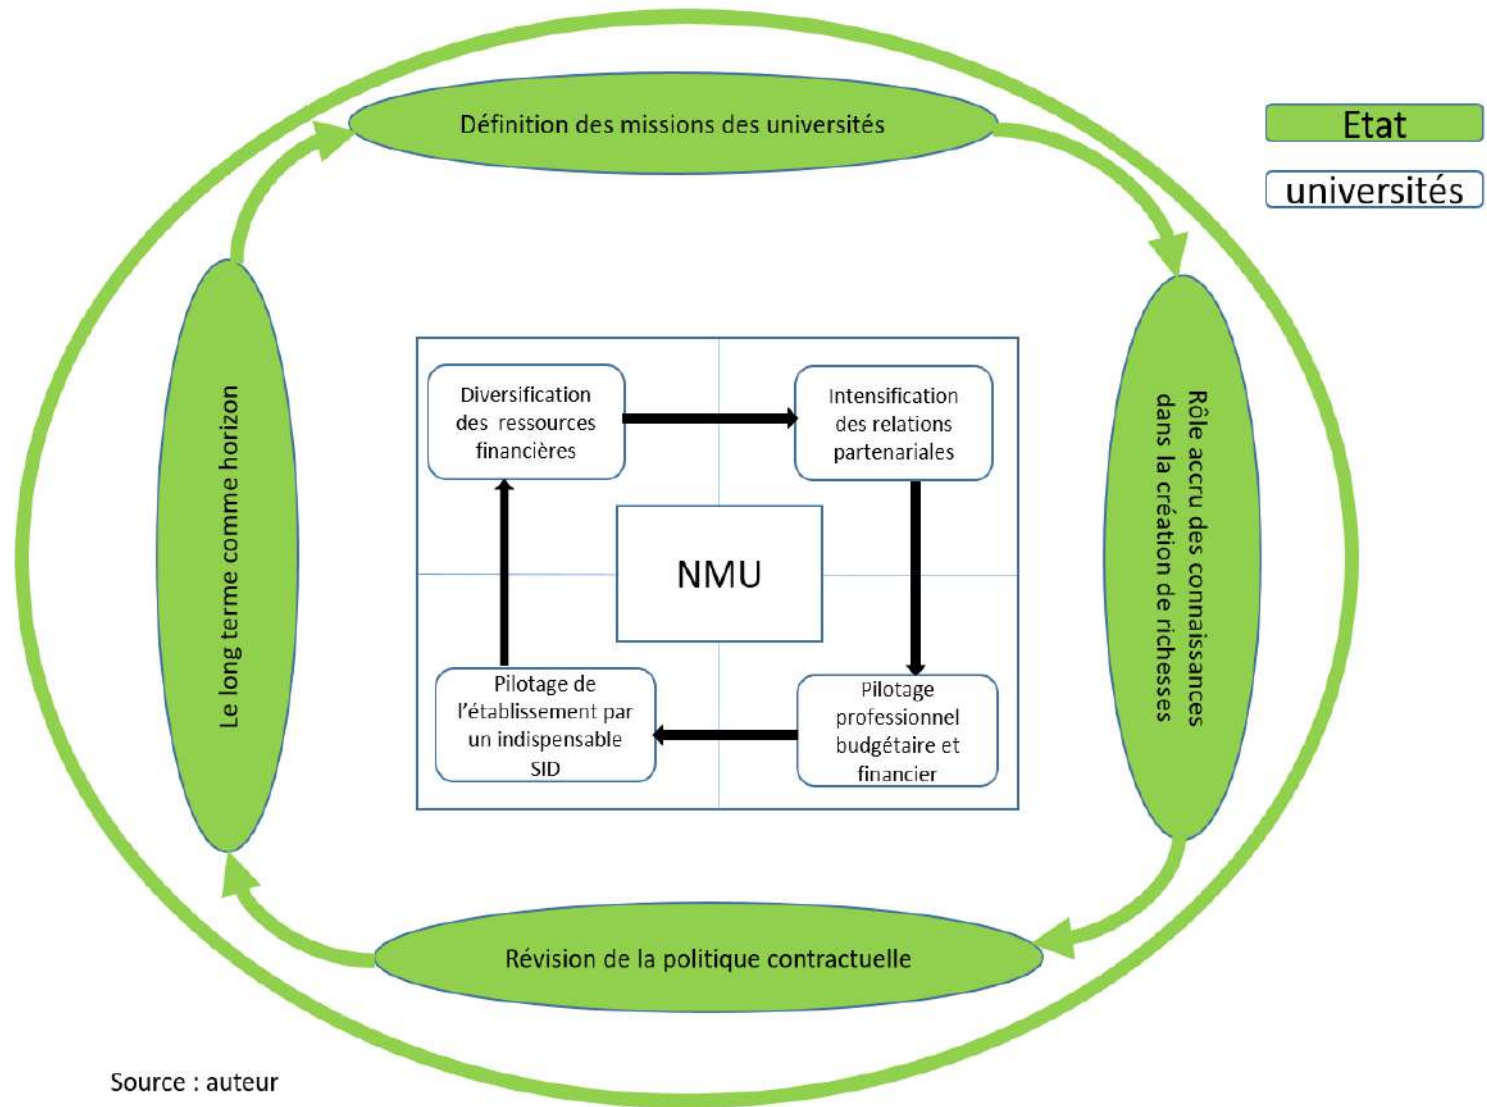 Définition des missions des universités
Etat
universités
Le long terme comme horizon
Diversification
des ressources
financières
Intensification
des relations
partenariales
Rôle accru des connaissances
dans la création de richesses
NMU
Pilotage de
l'établissement par
un indispensable
SID
Pilotage
professionnel
budgétaire et
financier
Révision de la politique contractuelle
Source : auteur